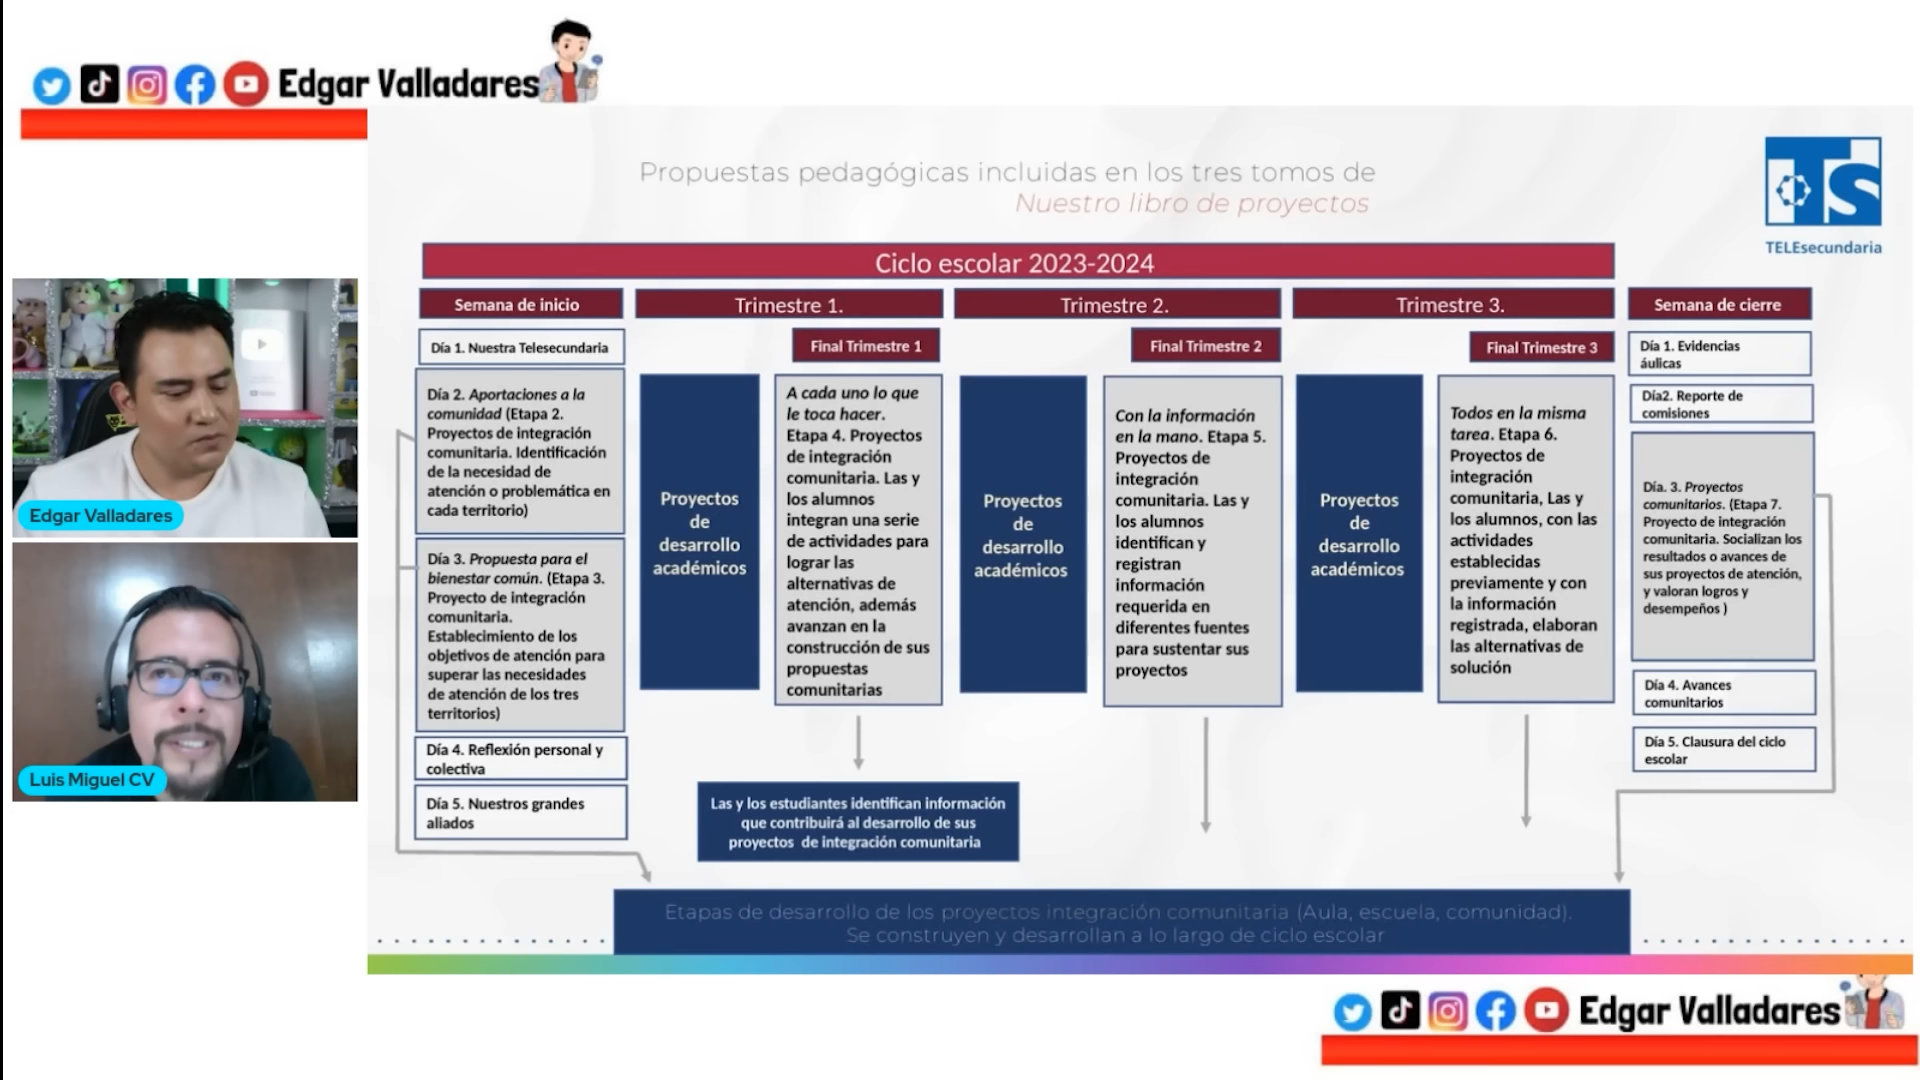 Edgar Valladares
Propuestas pedagógicas incluidas en los tres tomos de
Nuestro libro de proyectos
TS
TELEsecundaria
Ciclo escolar 2023-2024
Semana de inicio
Día 1. Nuestra Telesecundaria
Día 2. Aportaciones a la
comunidad (Etapa 2.
Proyectos de integración
comunitaria. Identificación
de la necesidad de
atención o problemática en
cada territorio)
Día 3. Propuesta para el
bienestar común. (Etapa 3.
Proyecto de integración
comunitaria.
Establecimiento de los
objetivos de atención para
superar las necesidades
de atención de los tres
territorios)
Día 4. Reflexión personal y
colectiva
Día 5. Nuestros grandes
aliados
Trimestre 1.
Final Trimestre 1
Proyectos
de
desarrollo
académicos
A cada uno lo que
le toca hacer.
Etapa 4. Proyectos
de integración
comunitaria. Las y
los alumnos
integran una serie
de actividades para
lograr las
alternativas de
atención, además
avanzan en la
construcción de sus
propuestas
comunitarias
Las y los estudiantes identifican información
que contribuirá al desarrollo de sus
proyectos de integración comunitaria
Trimestre 2.
Final Trimestre 2
Proyectos
de
desarrollo
académicos
Con la información
en la mano. Etapa 5.
Proyectos de
integración
comunitaria. Las y
los alumnos
identifican y
registran
información
requerida en
diferentes fuentes
para sustentar sus
proyectos
Trimestre 3.
Final Trimestre 3
Proyectos
de
desarrollo
académicos
Todos en la misma
tarea. Etapa 6.
Proyectos de
integración
comunitaria, Las y
los alumnos, con las
actividades
establecidas
previamente y con
la información
registrada, elaboran
las alternativas de
solución
Semana de cierre
Día 1. Evidencias
áulicas
Día2. Reporte de
comisiones
Día. 3. Proyectos
comunitarios. (Etapa 7.
Proyecto de integración
comunitaria. Socializan los
resultados o avances de
sus proyectos de atención,
y valoran logros y
desempeños )
Día 4. Avances
comunitarios
Día 5. Clausura del ciclo
escolar
Etapas de desarrollo de los proyectos integración comunitaria (Aula, escuela, comunidad).
Se construyen y desarrollan a lo largo de ciclo escolar
Edgar Valladares
Luis Miguel CV
Edgar Valladares